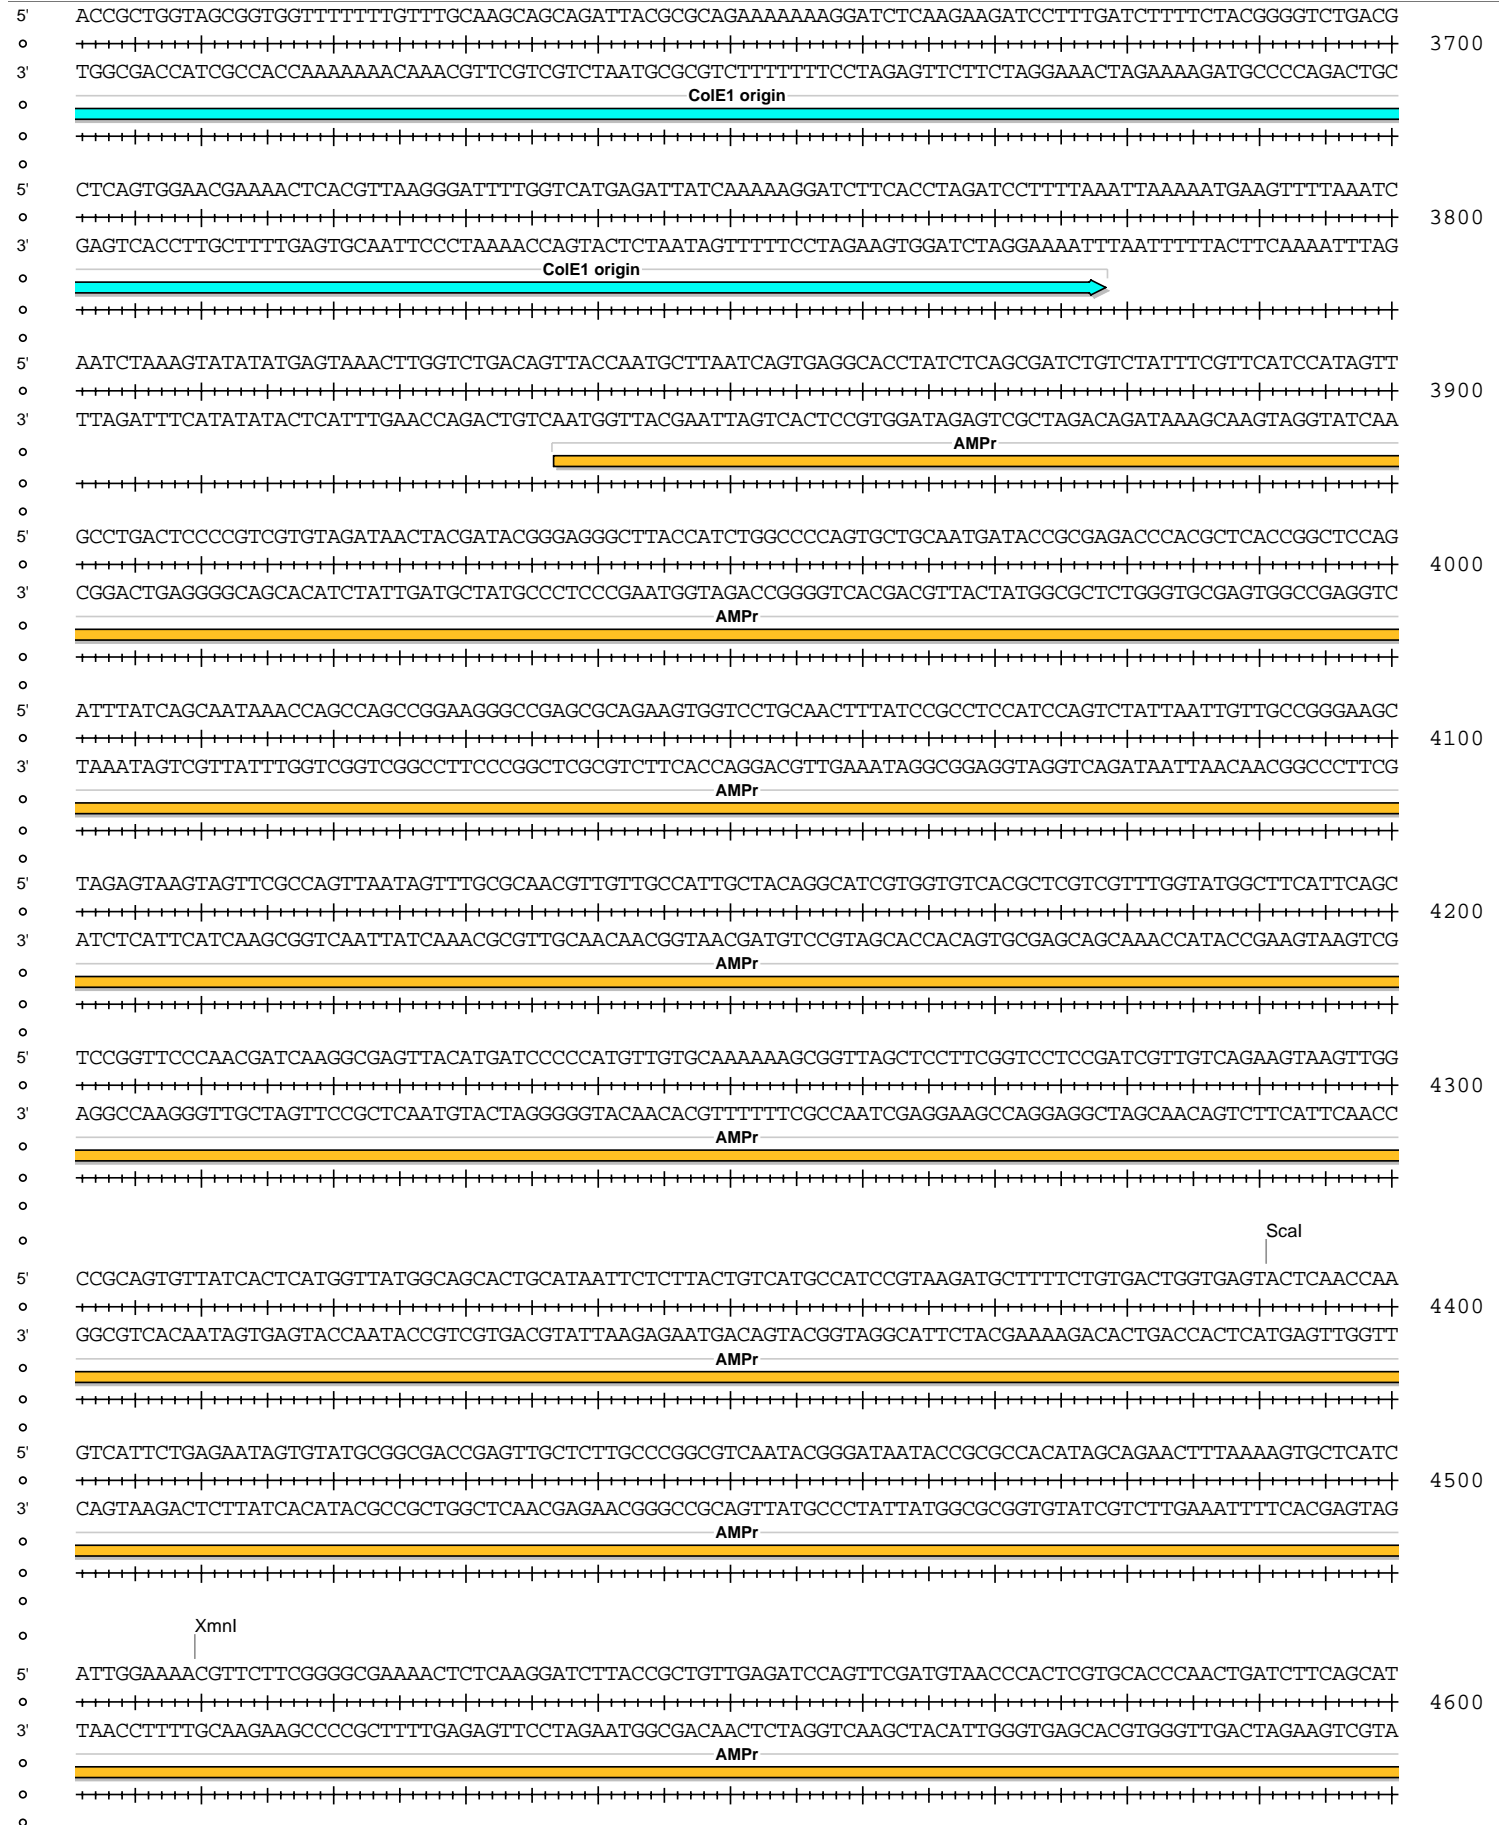 5' ACCGCTGGTAGCGGTGGTTTTTTTGTTTGCAAGCAGCAGATTACGCGCAGAAAAAAAGGATCTCAAGAAGATCCTTTGATCTTTTCTACGGGGTCTGACG
3700
3' TGGCGACCATCGCCACCAAAAAAACAAACGTTCGTCGTCTAATGCGCGTCTTTTTTTCCTAGAGTTCTTCTAGGAAACTAGAAAAGATGCCCCAGACTGC
ColE1 origin
5' CTCAGTGGAACGAAAACTCACGTTAAGGGATTTTGGTCATGAGATTATCAAAAAGGATCTTCACCTAGATCCTTTTAAATTAAAAATGAAGTTTTAAATC
3800
3' GAGTCACCTTGCTTTTGAGTGCAATTCCCTAAAACCAGTACTCTAATAGTTTTTCCTAGAAGTGGATCTAGGAAAATTTAATTTTTACTTCAAAATTTAG
ColE1 origin
5' AATCTAAAGTATATATGAGTAAACTTGGTCTGACAGTTACCAATGCTTAATCAGTGAGGCACCTATCTCAGCGATCTGTCTATTTCGTTCATCCATAGTT
3900
3' TTAGATTTCATATATACTCATTTGAACCAGACTGTCAATGGTTACGAATTAGTCACTCCGTGGATAGAGTCGCTAGACAGATAAAGCAAGTAGGTATCAA
AMPr
5' GCCTGACTCCCCGTCGTGTAGATAACTACGATACGGGAGGGCTTACCATCTGGCCCCAGTGCTGCAATGATACCGCGAGACCCACGCTCACCGGCTCCAG
4000
3' CGGACTGAGGGGCAGCACATCTATTGATGCTATGCCCTCCCGAATGGTAGACCGGGGTCACGACGTTACTATGGCGCTCTGGGTGCGAGTGGCCGAGGTC
AMPr
5' ATTTATCAGCAATAAACCAGCCAGCCGGAAGGGCCGAGCGCAGAAGTGGTCCTGCAACTTTATCCGCCTCCATCCAGTCTATTAATTGTTGCCGGGAAGC
4100
3' TAAATAGTCGTTATTTGGTCGGTCGGCCTTCCCGGCTCGCGTCTTCACCAGGACGTTGAAATAGGCGGAGGTAGGTCAGATAATTAACAACGGCCCTTCG
AMPr
5' TAGAGTAAGTAGTTCGCCAGTTAATAGTTTGCGCAACGTTGTTGCCATTGCTACAGGCATCGTGGTGTCACGCTCGTCGTTTGGTATGGCTTCATTCAGC
4200
3' ATCTCATTCATCAAGCGGTCAATTATCAAACGCGTTGCAACAACGGTAACGATGTCCGTAGCACCACAGTGCGAGCAGCAAACCATACCGAAGTAAGTCG
AMPr
5' TCCGGTTCCCAACGATCAAGGCGAGTTACATGATCCCCCATGTTGTGCAAAAAAGCGGTTAGCTCCTTCGGTCCTCCGATCGTTGTCAGAAGTAAGTTGG
4300
3' AGGCCAAGGGTTGCTAGTTCCGCTCAATGTACTAGGGGGTACAACACGTTTTTTCGCCAATCGAGGAAGCCAGGAGGCTAGCAACAGTCTTCATTCAACC
AMPr
ScaI
5' CCGCAGTGTTATCACTCATGGTTATGGCAGCACTGCATAATTCTCTTACTGTCATGCCATCCGTAAGATGCTTTTCTGTGACTGGTGAGTACTCAACCAA
4400
3' GGCGTCACAATAGTGAGTACCAATACCGTCGTGACGTATTAAGAGAATGACAGTACGGTAGGCATTCTACGAAAAGACACTGACCACTCATGAGTTGGTT
AMPr
5' GTCATTCTGAGAATAGTGTATGCGGCGACCGAGTTGCTCTTGCCCGGCGTCAATACGGGATAATACCGCGCCACATAGCAGAACTTTAAAAGTGCTCATC
4500
3' CAGTAAGACTCTTATCACATACGCCGCTGGCTCAACGAGAACGGGCCGCAGTTATGCCCTATTATGGCGCGGTGTATCGTCTTGAAATTTTCACGAGTAG
AMPr
XmnI
5' ATTGGAAAACGTTCTTCGGGGCGAAAACTCTCAAGGATCTTACCGCTGTTGAGATCCAGTTCGATGTAACCCACTCGTGCACCCAACTGATCTTCAGCAT
4600
3' TAACCTTTTGCAAGAAGCCCCGCTTTTGAGAGTTCCTAGAATGGCGACAACTCTAGGTCAAGCTACATTGGGTGAGCACGTGGGTTGACTAGAAGTCGTA
AMPr